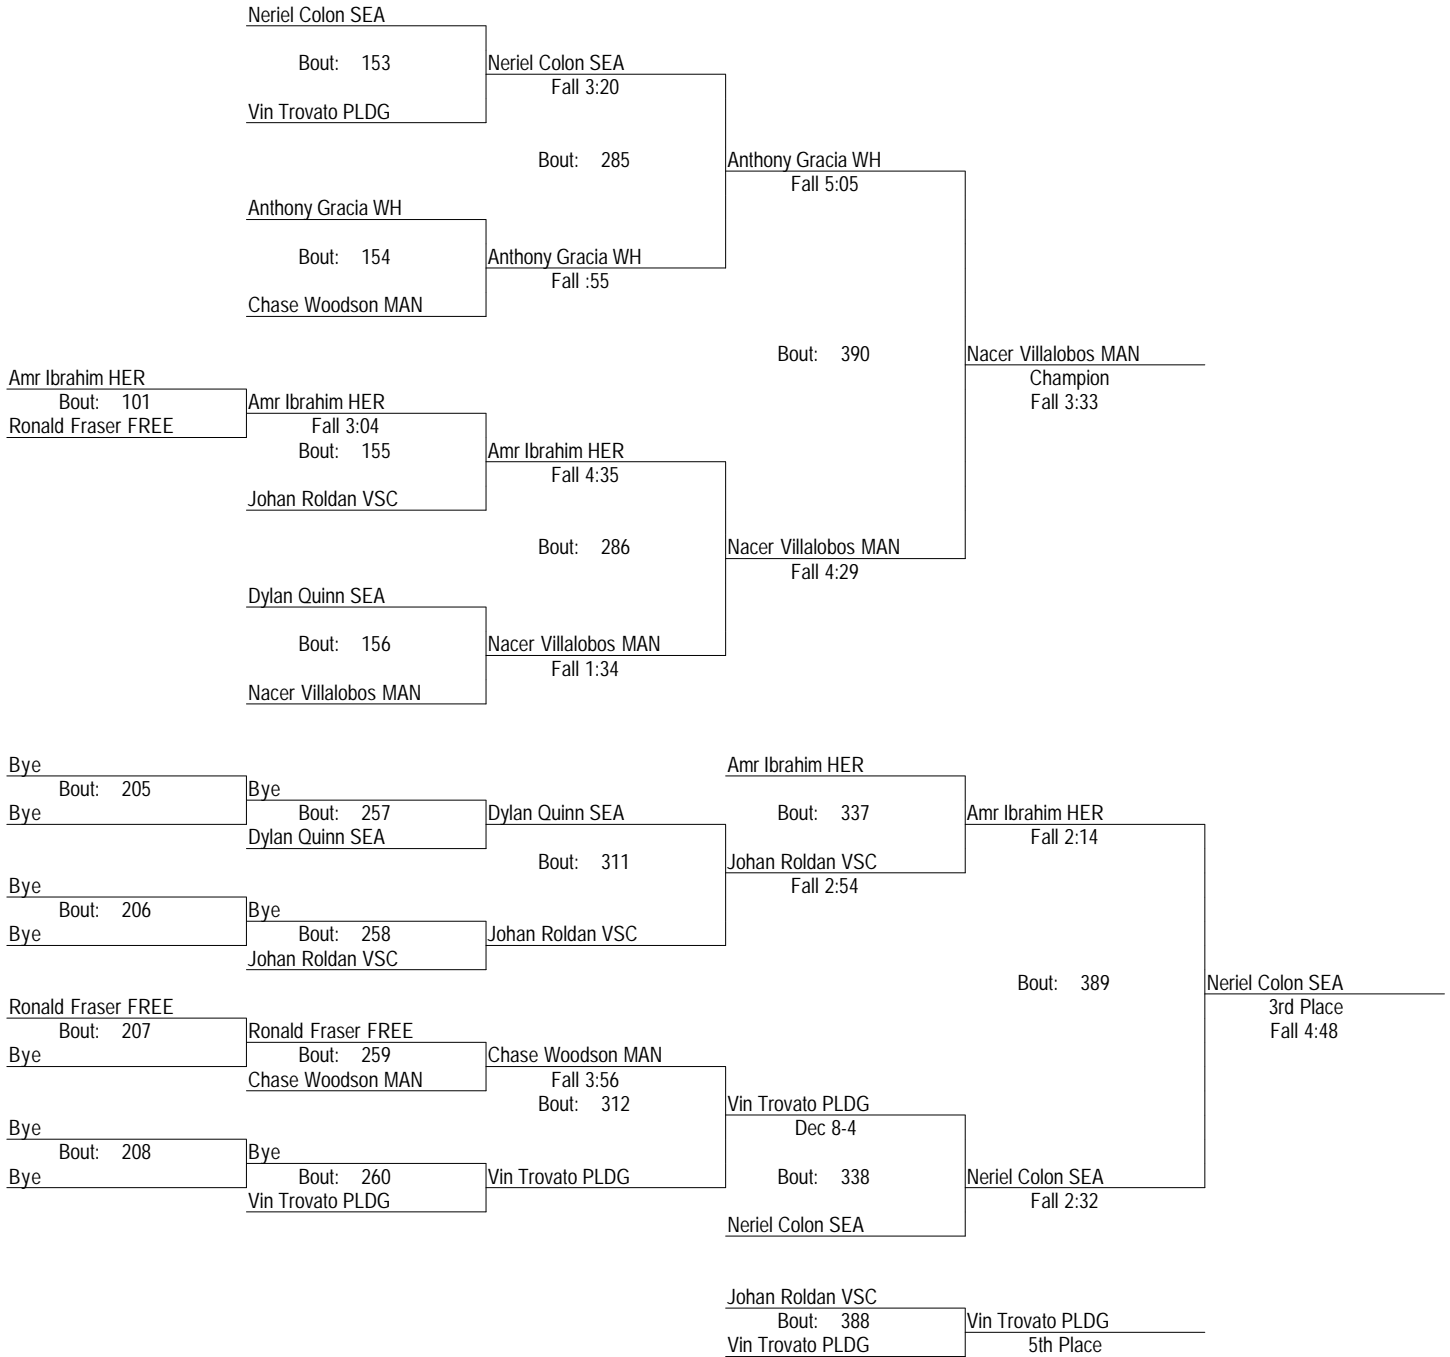 Neriel Colon SEA
Bout: 153
Neriel Colon SEA
Fall 3:20
Vin Trovato PLDG
Bout: 285
Anthony Gracia WH
Fall 5:05
Anthony Gracia WH
Bout: 154
Anthony Gracia WH
Fall :55
Chase Woodson MAN
Bout: 390
Nacer Villalobos MAN
Champion
Fall 3:33
Amr Ibrahim HER
Bout: 101
Ronald Fraser FREE
Amr Ibrahim HER
Fall 3:04
Bout: 155
Amr Ibrahim HER
Fall 4:35
Johan Roldan VSC
Bout: 286
Nacer Villalobos MAN
Fall 4:29
Dylan Quinn SEA
Bout: 156
Nacer Villalobos MAN
Fall 1:34
Nacer Villalobos MAN
Bye
Bout: 205
Bye
Bye
Bout: 257
Dylan Quinn SEA
Dylan Quinn SEA
Bout: 311
Amr Ibrahim HER
Bout: 337
Amr Ibrahim HER
Fall 2:14
Johan Roldan VSC
Fall 2:54
Bye
Bout: 206
Bye
Bye
Bout: 258
Johan Roldan VSC
Johan Roldan VSC
Bout: 389
Neriel Colon SEA
3rd Place
Fall 4:48
Ronald Fraser FREE
Bout: 207
Bye
Ronald Fraser FREE
Bout: 259
Chase Woodson MAN
Chase Woodson MAN
Fall 3:56
Bout: 312
Vin Trovato PLDG
Dec 8-4
Bye
Bout: 208
Bye
Bye
Bout: 260
Vin Trovato PLDG
Vin Trovato PLDG
Bout: 338
Neriel Colon SEA
Fall 2:32
Neriel Colon SEA
Johan Roldan VSC
Bout: 388
Vin Trovato PLDG
Vin Trovato PLDG
5th Place